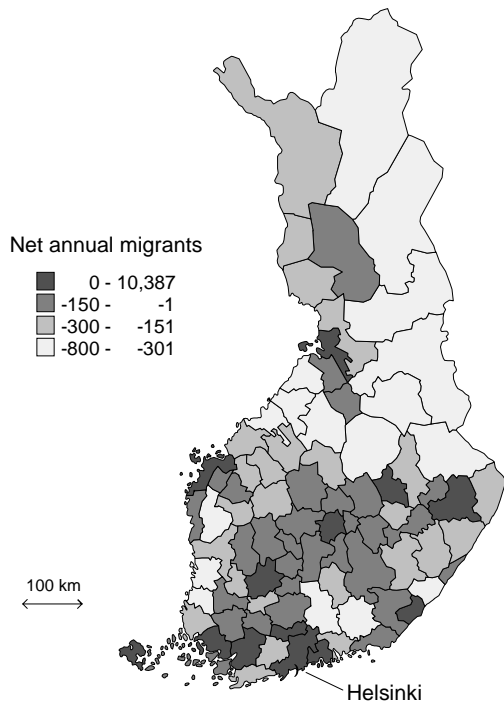 Net annual migrants
0 - 10,387
-150 - -1
-300 - -151
-800 - -301
100 km
Helsinki